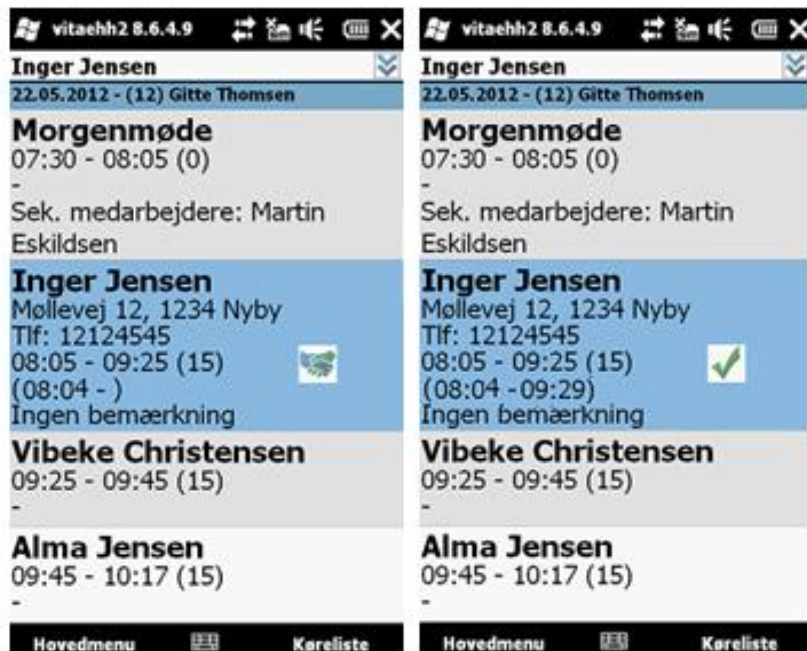 vitaehh2 8.6.4.9
Inger Jensen
22.05.2012 - (12) Gitte Thomsen
Morgenmøde
07:30 - 08:05 (0)
-
Sek. medarbejdere: Martin
Eskildsen
Inger Jensen
Møllevej 12, 1234 Nyby
Tlf: 12124545
08:05 - 09:25 (15)
(08:04 - )
Ingen bemærkning
Vibeke Christensen
09:25 - 09:45 (15)
-
Alma Jensen
09:45 - 10:17 (15)
-
Hovedmenu Køreliste
vitaehh2 8.6.4.9
Inger Jensen
22.05.2012 - (12) Gitte Thomsen
Morgenmøde
07:30 - 08:05 (0)
-
Sek. medarbejdere: Martin
Eskildsen
Inger Jensen
Møllevej 12, 1234 Nyby
Tlf: 12124545
08:05 - 09:25 (15)
(08:04 -09:29)
Ingen bemærkning
Vibeke Christensen
09:25 - 09:45 (15)
-
Alma Jensen
09:45 - 10:17 (15)
-
Hovedmenu Køreliste